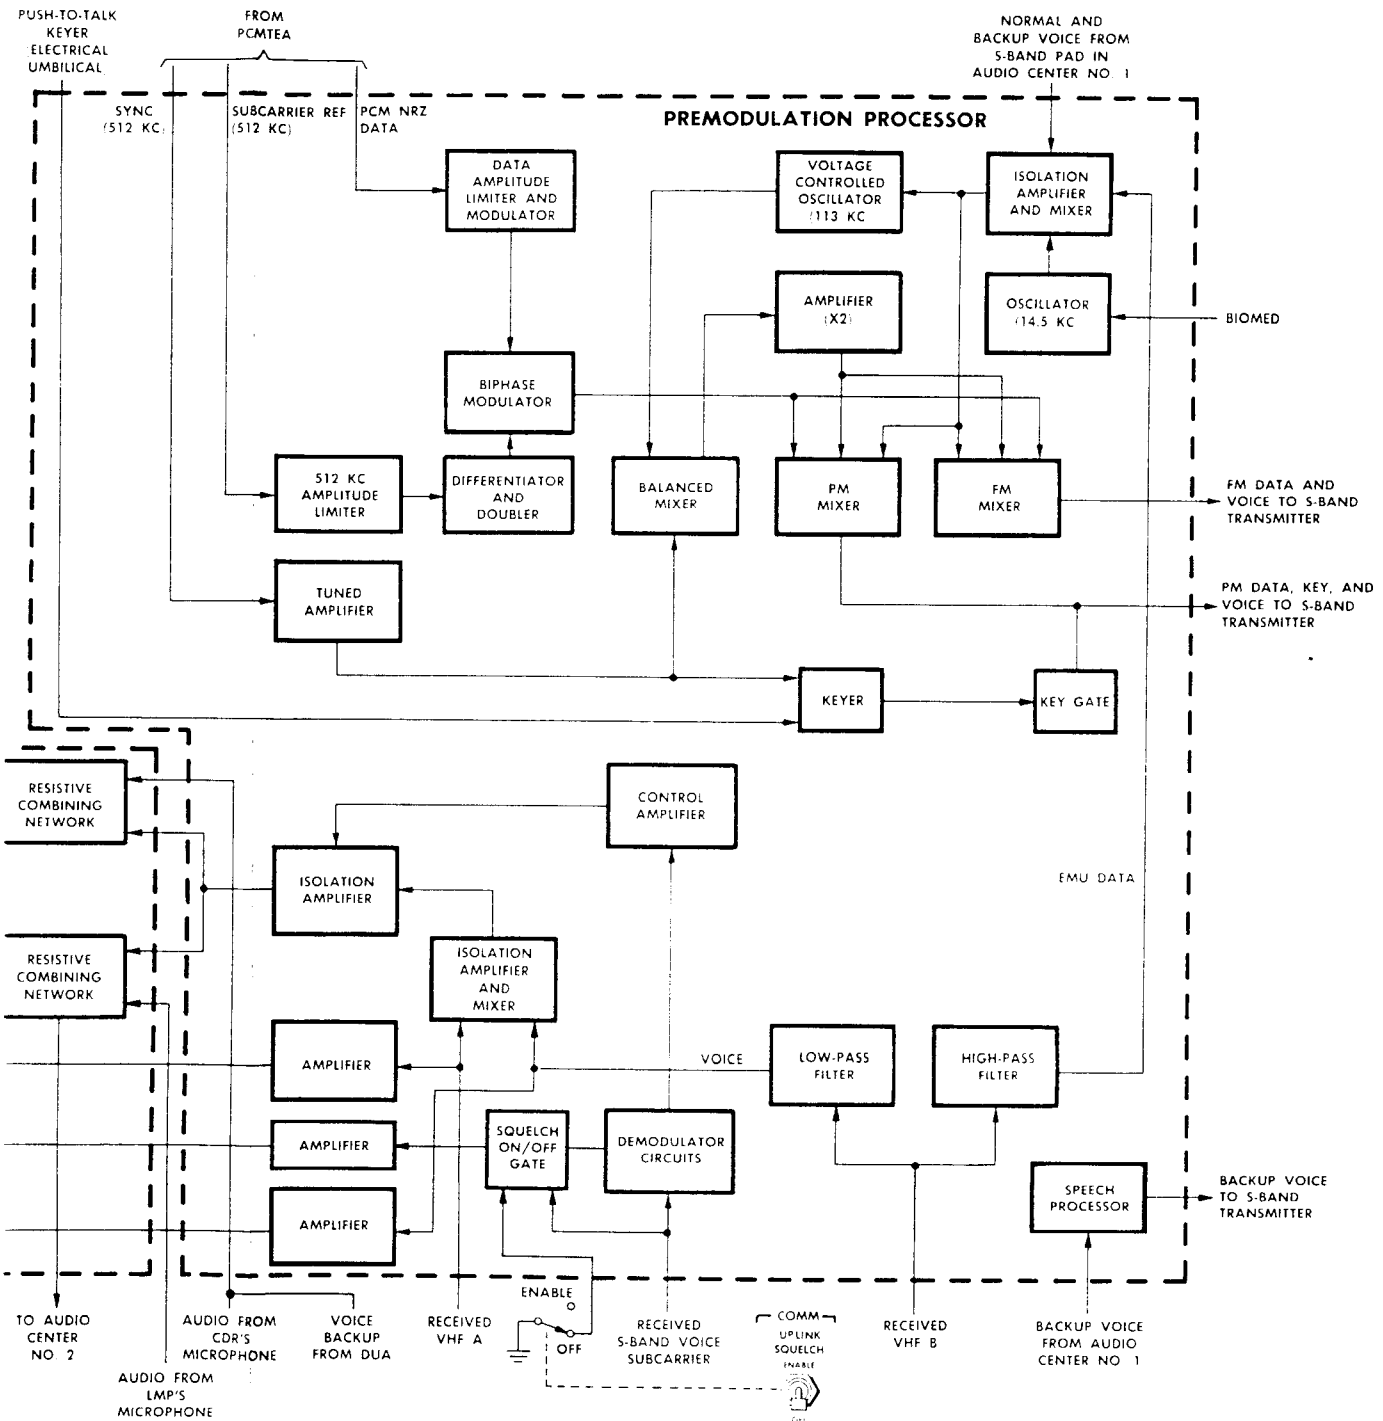 PUSH-TO-TALK
KEYER
ELECTRICAL
UMBILICAL
FROM
PCMTEA
NORMAL AND
BACKUP VOICE FROM
S-BAND PAD IN
AUDIO CENTER NO. 1
SYNC
(512 KC)
SUBCARRIER REF
(512 KC)
PCM NRZ
DATA
PREMODULATION PROCESSOR
DATA
AMPLITUDE
LIMITER AND
MODULATOR
VOLTAGE
CONTROLLED
OSCILLATOR
(113 KC
ISOLATION
AMPLIFIER
AND MIXER
AMPLIFIER
(X2)
OSCILLATOR
(14.5 KC
BIOMED
BIPHASE
MODULATOR
512 KC
AMPLITUDE
LIMITER
DIFFERENTIATOR
AND
DOUBLER
BALANCED
MIXER
PM
MIXER
FM
MIXER
FM DATA AND
VOICE TO S-BAND
TRANSMITTER
TUNED
AMPLIFIER
PM DATA, KEY, AND
VOICE TO S-BAND
TRANSMITTER
KEYER
KEY GATE
RESISTIVE
COMBINING
NETWORK
CONTROL
AMPLIFIER
ISOLATION
AMPLIFIER
EMU DATA
RESISTIVE
COMBINING
NETWORK
ISOLATION
AMPLIFIER
AND
MIXER
AMPLIFIER
VOICE
LOW-PASS
FILTER
HIGH-PASS
FILTER
AMPLIFIER
SQUELCH
ON/OFF
GATE
DEMODULATOR
CIRCUITS
AMPLIFIER
SPEECH
PROCESSOR
BACKUP VOICE
TO S-BAND
TRANSMITTER
TO AUDIO
CENTER
NO. 2
AUDIO FROM
CDR'S
MICROPHONE
VOICE
BACKUP
FROM DUA
RECEIVED
VHF A
ENABLE
OFF
RECEIVED
S-BAND VOICE
SUBCARRIER
COMM
UPLINK
SQUELCH
ENABLE
RECEIVED
VHF B
BACKUP VOICE
FROM AUDIO
CENTER NO. 1
AUDIO FROM
LMP'S
MICROPHONE